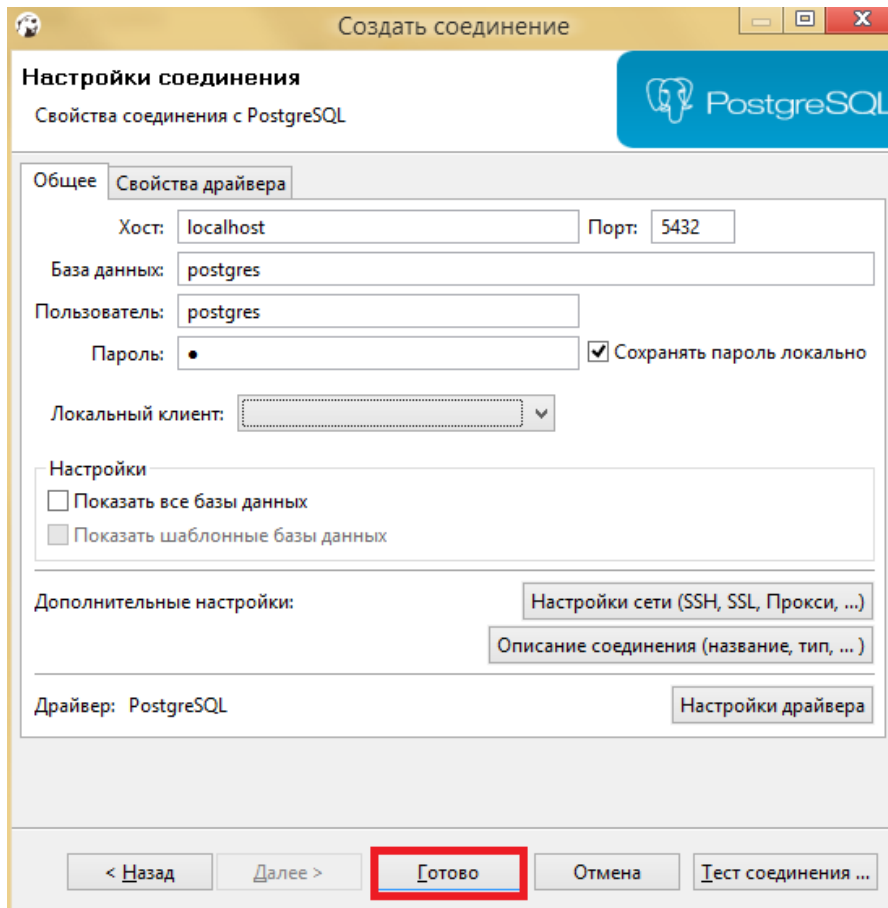 Создать соединение
Настройки соединения
Свойства соединения с PostgreSQL
PostgreSQL
Общее Свойства драйвера
Хост: localhost Порт: 5432
База данных: postgres
Пользователь: postgres
Пароль: ● Сохранять пароль локально
Локальный клиент:
Настройки
Показать все базы данных
Показать шаблонные базы данных
Дополнительные настройки: Настройки сети (SSH, SSL, Прокси, ...)
Описание соединения (название, тип, ... )
Драйвер: PostgreSQL Настройки драйвера
< Назад Далее > Готово Отмена Тест соединения ...